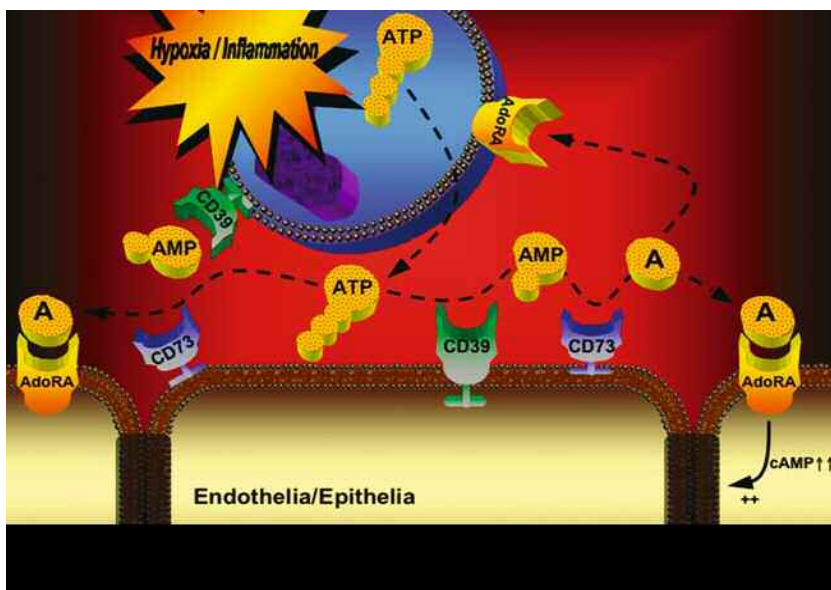 Hypoxia / Inflammation
ATP
AdoRA
CD39
AMP
ATP
AMP
A
A
AdoRA
CD73
CD39
CD73
A
AdoRA
cAMP↑↑
++
Endothelia/Epithelia